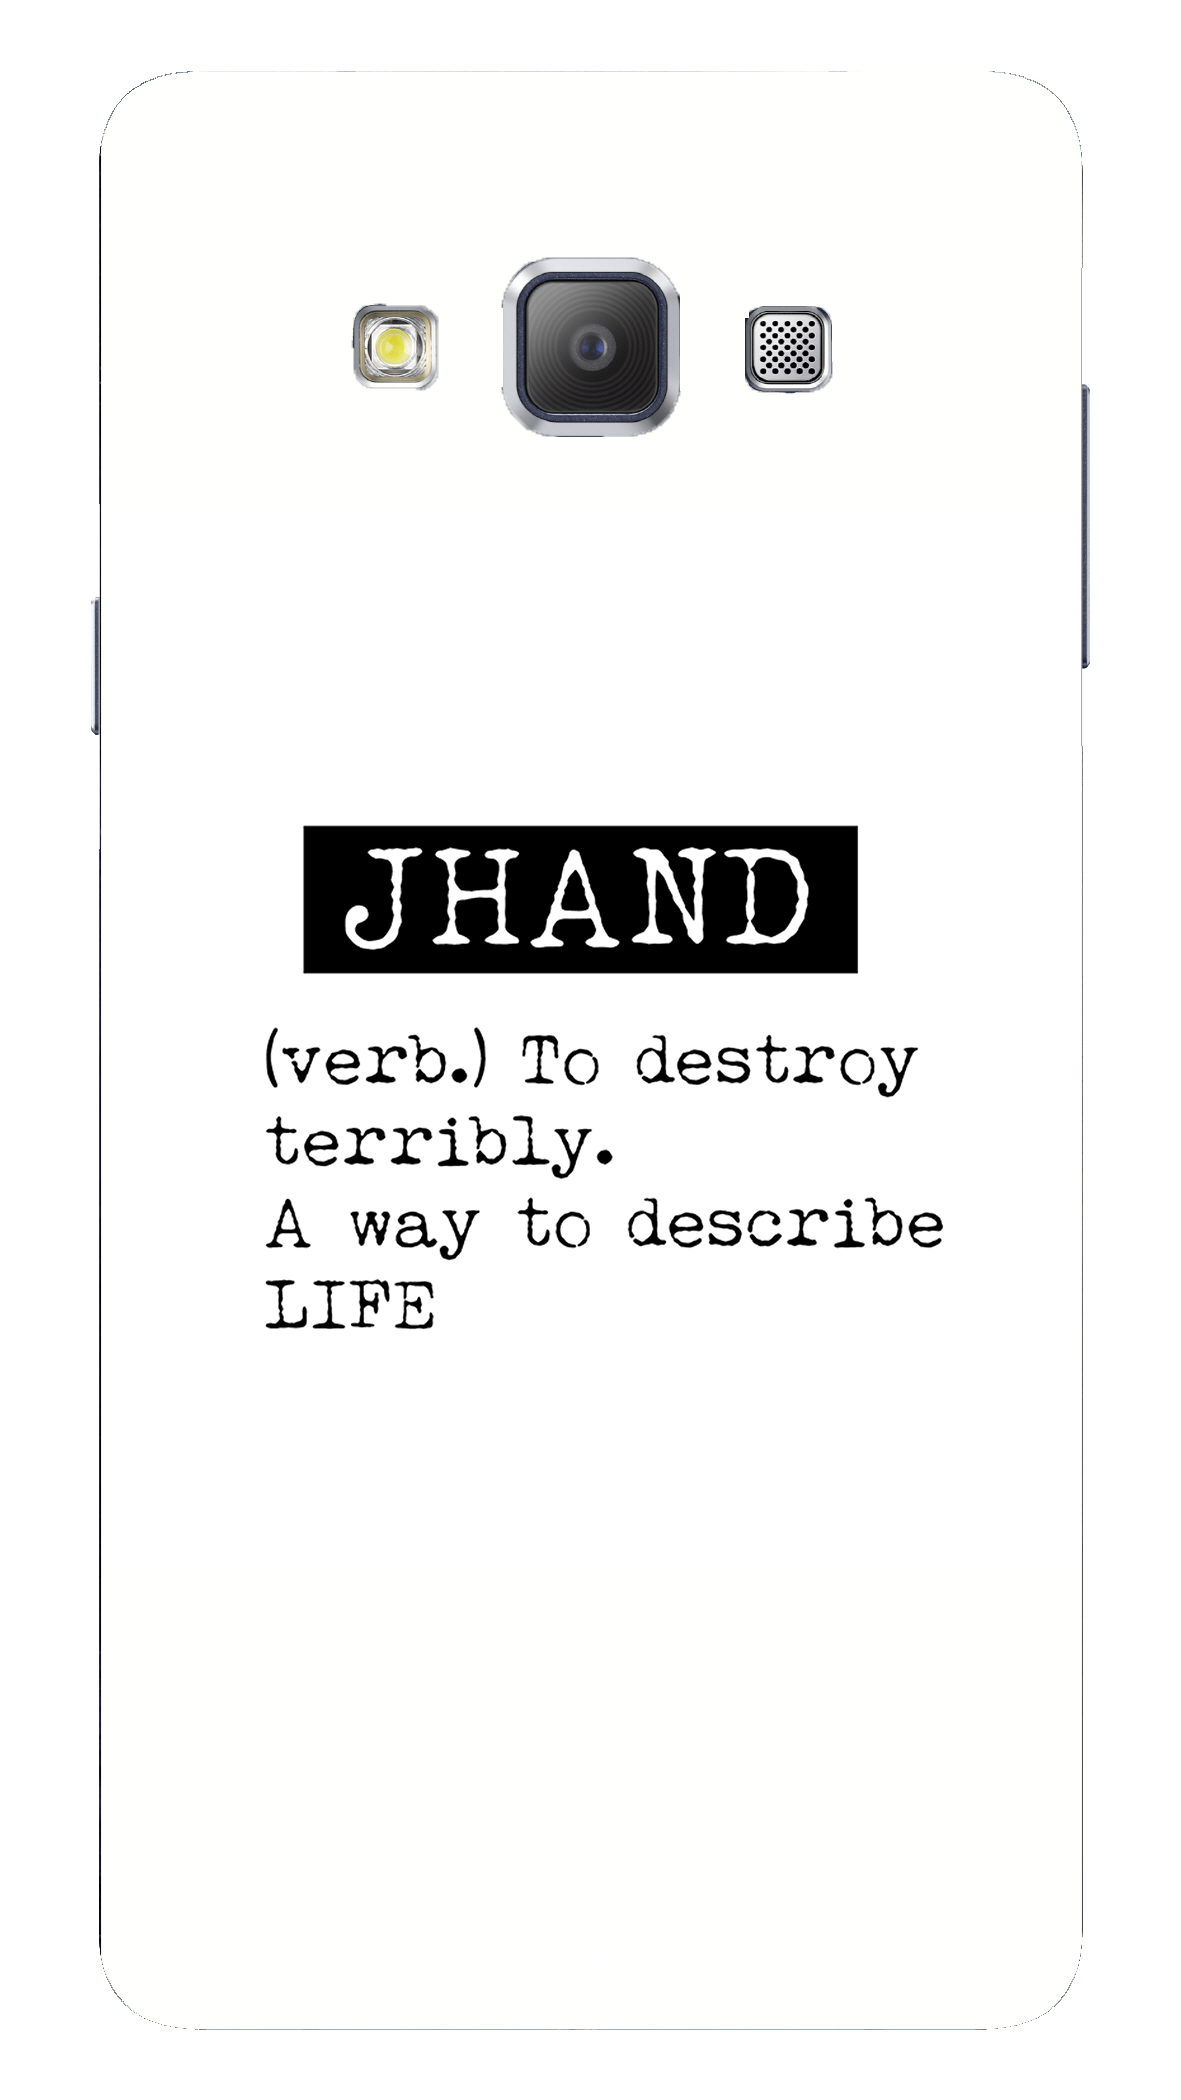 JHAND
(verb.) To destroy
terribly.
A way to describe
LIFE